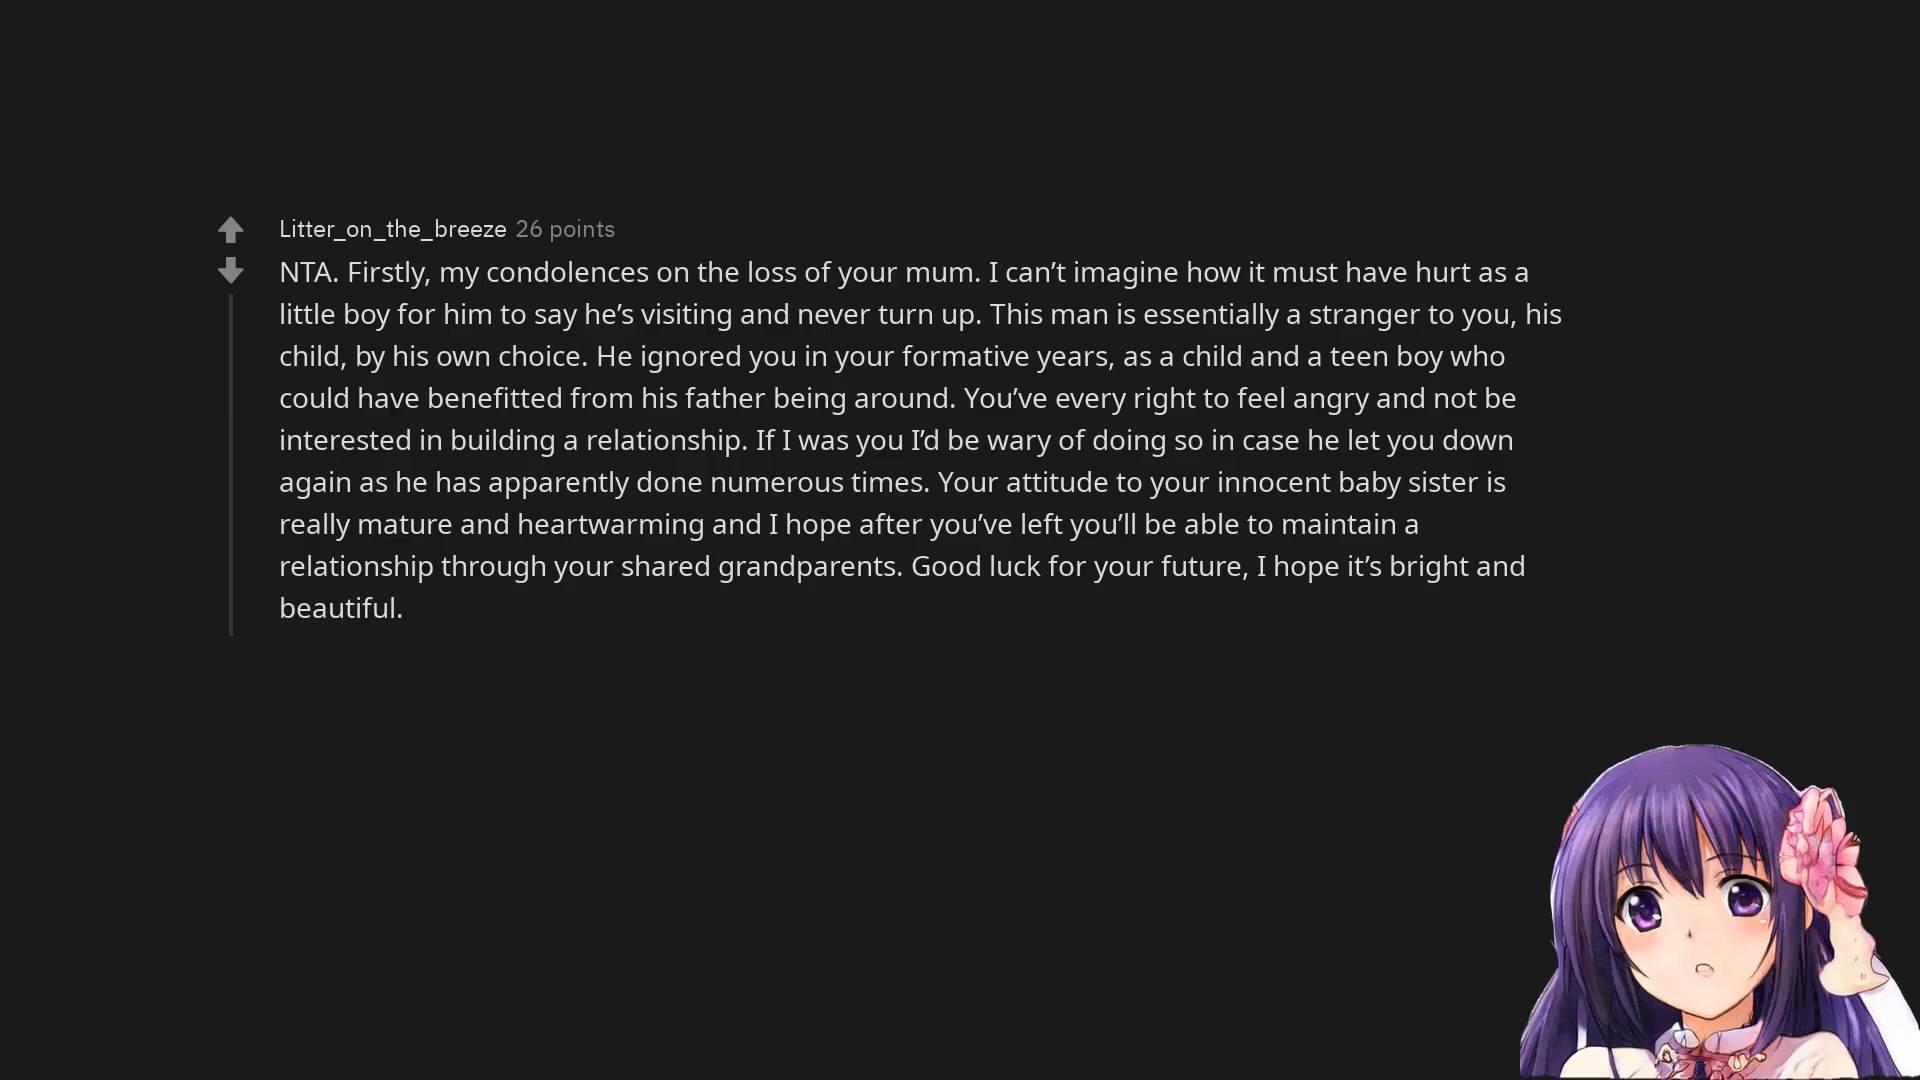 Litter_on_the_breeze 26 points
NTA. Firstly, my condolences on the loss of your mum. I can’t imagine how it must have hurt as a
little boy for him to say he’s visiting and never turn up. This man is essentially a stranger to you, his
child, by his own choice. He ignored you in your formative years, as a child and a teen boy who
could have benefitted from his father being around. You’ve every right to feel angry and not be
interested in building a relationship. If I was you I’d be wary of doing so in case he let you down
again as he has apparently done numerous times. Your attitude to your innocent baby sister is
really mature and heartwarming and I hope after you’ve left you’ll be able to maintain a
relationship through your shared grandparents. Good luck for your future, I hope it’s bright and
beautiful.